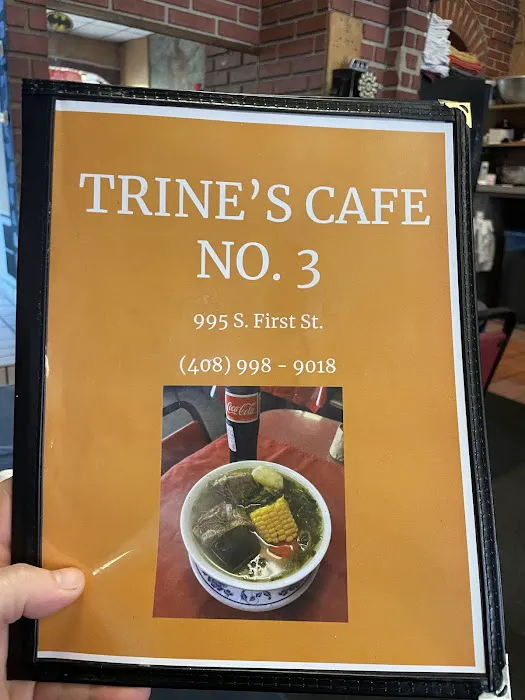 TRINE'S CAFE
NO. 3
995 S. First St.
(408) 998 - 9018
Coca-Cola